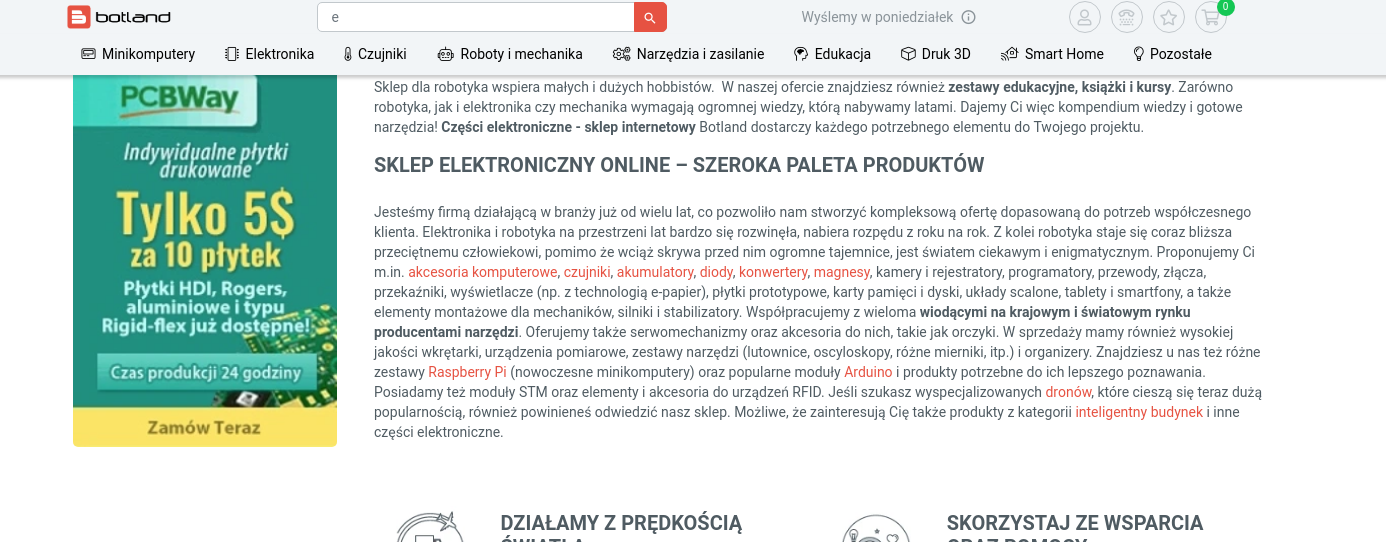 botland
e
Wyślemy w poniedziałek
0
Minikomputery
Elektronika
Czujniki
Roboty i mechanika
Narzędzia i zasilanie
Edukacja
Druk 3D
Smart Home
Pozostałe
PCBWay
Indywidualne płytki
drukowane
Tylko 5$
za 10 płytek
Płytki HDI, Rogers,
aluminiowe i typu
Rigid-flex już dostępne!
Czas produkcji 24 godziny
Zamów Teraz
Sklep dla robotyka wspiera małych i dużych hobbistów.  W naszej ofercie znajdziesz również zestawy edukacyjne, książki i kursy. Zarówno
robotyka, jak i elektronika czy mechanika wymagają ogromnej wiedzy, którą nabywamy latami. Dajemy Ci więc kompendium wiedzy i gotowe
narzędzia! Części elektroniczne - sklep internetowy Botland dostarczy każdego potrzebnego elementu do Twojego projektu.
SKLEP ELEKTRONICZNY ONLINE – SZEROKA PALETA PRODUKTÓW
Jesteśmy firmą działającą w branży już od wielu lat, co pozwoliło nam stworzyć kompleksową ofertę dopasowaną do potrzeb współczesnego
klienta. Elektronika i robotyka na przestrzeni lat bardzo się rozwinęła, nabiera rozpędu z roku na rok. Z kolei robotyka staje się coraz bliższa
przeciętnemu człowiekowi, pomimo że wciąż skrywa przed nim ogromne tajemnice, jest światem ciekawym i enigmatycznym. Proponujemy Ci
m.in. akcesoria komputerowe, czujniki, akumulatory, diody, konwertery, magnesy, kamery i rejestratory, programatory, przewody, złącza,
przekaźniki, wyświetlacze (np. z technologią e-papier), płytki prototypowe, karty pamięci i dyski, układy scalone, tablety i smartfony, a także
elementy montażowe dla mechaników, silniki i stabilizatory. Współpracujemy z wieloma wiodącymi na krajowym i światowym rynku
producentami narzędzi. Oferujemy także serwomechanizmy oraz akcesoria do nich, takie jak orczyki. W sprzedaży mamy również wysokiej
jakości wkrętarki, urządzenia pomiarowe, zestawy narzędzi (lutownice, oscyloskopy, różne mierniki, itp.) i organizery. Znajdziesz u nas też różne
zestawy Raspberry Pi (nowoczesne minikomputery) oraz popularne moduły Arduino i produkty potrzebne do ich lepszego poznawania.
Posiadamy też moduły STM oraz elementy i akcesoria do urządzeń RFID. Jeśli szukasz wyspecjalizowanych dronów, które cieszą się teraz dużą
popularnością, również powinieneś odwiedzić nasz sklep. Możliwe, że zainteresują Cię także produkty z kategorii inteligentny budynek i inne
części elektroniczne.
DZIAŁAMY Z PRĘDKOŚCIĄ
ŚWIATŁA
SKORZYSTAJ ZE WSPARCIA
ORAZ POMOCY